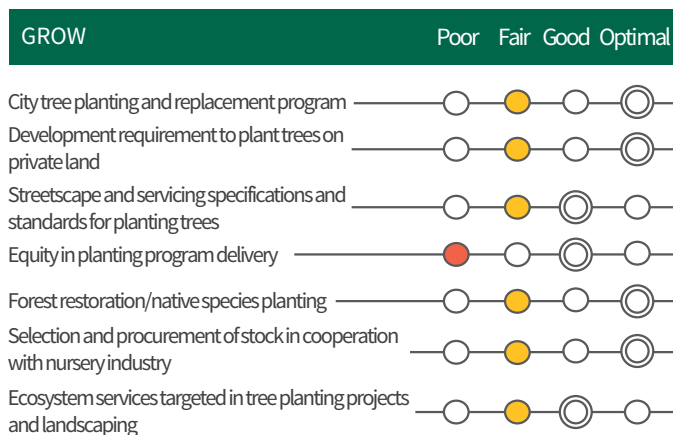 GROW Poor Fair Good Optimal
City tree planting and replacement program
Development requirement to plant trees on
private land
Streetscape and servicing specifications and
standards for planting trees
Equity in planting program delivery
Forest restoration/native species planting
Selection and procurement of stock in cooperation
with nursery industry
Ecosystem services targeted in tree planting projects
and landscaping